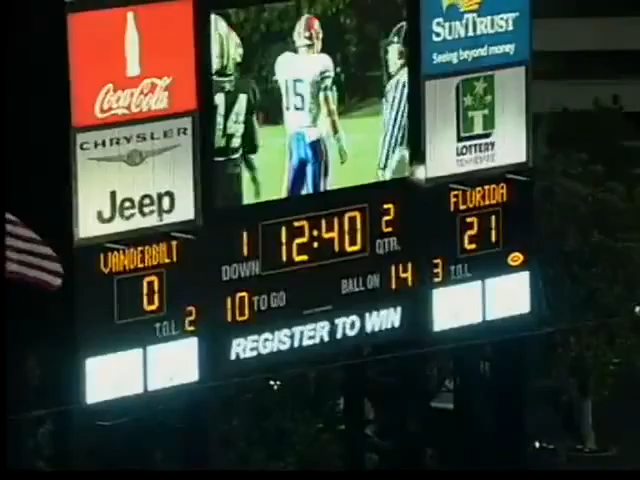 Coca-Cola
CHRYSLER
Jeep
14
15
SUNTRUST
Seeing beyond money
LOTTERY
TENNESSEE
VANDERBILT
0
T.O.L 2
1 DOWN
12:40
2 QTR.
10 TO GO
BALL ON 14
FLORIDA
21
3 T.O.L
REGISTER TO WIN